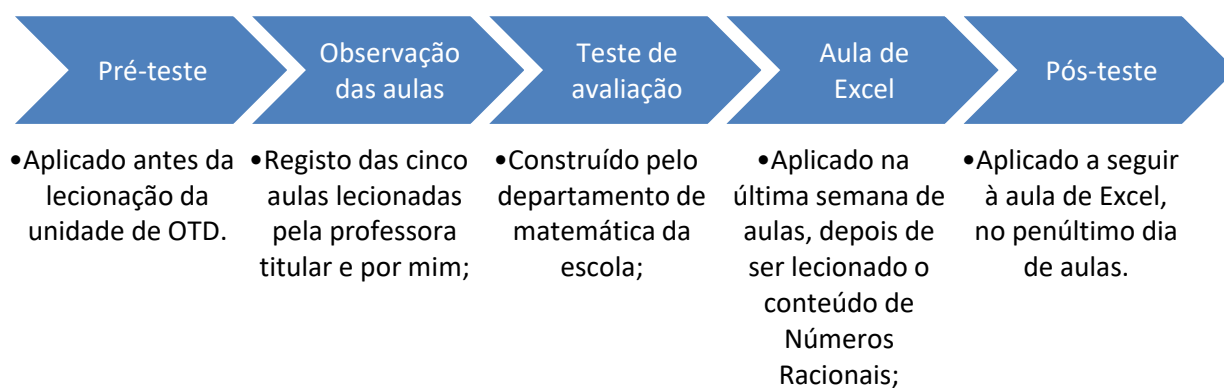 Pré-teste
Observação
das aulas
Teste de
avaliação
Aula de
Excel
Pós-teste
•Aplicado antes da
lecionação da
unidade de OTD.
•Registo das cinco
aulas lecionadas
pela professora
titular e por mim;
•Construído pelo
departamento de
matemática da
escola;
•Aplicado na
última semana de
aulas, depois de
ser lecionado o
conteúdo de
Números
Racionais;
•Aplicado a seguir
à aula de Excel,
no penúltimo dia
de aulas.